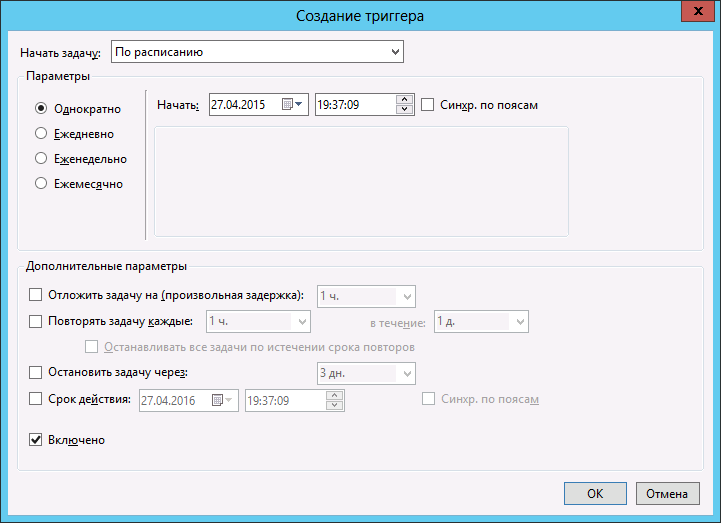 Создание триггера
x
Начать задачу: По расписанию
Параметры
Однократно
Ежедневно
Еженедельно
Ежемесячно
Начать: 27.04.2015 19:37:09 Синхр. по поясам
Дополнительные параметры
Отложить задачу на (произвольная задержка): 1 ч.
Повторять задачу каждые: 1 ч. в течение: 1 д.
Останавливать все задачи по истечении срока повторов
Остановить задачу через: 3 дн.
Срок действия: 27.04.2016 19:37:09 Синхр. по поясам
Включено
ОК Отмена